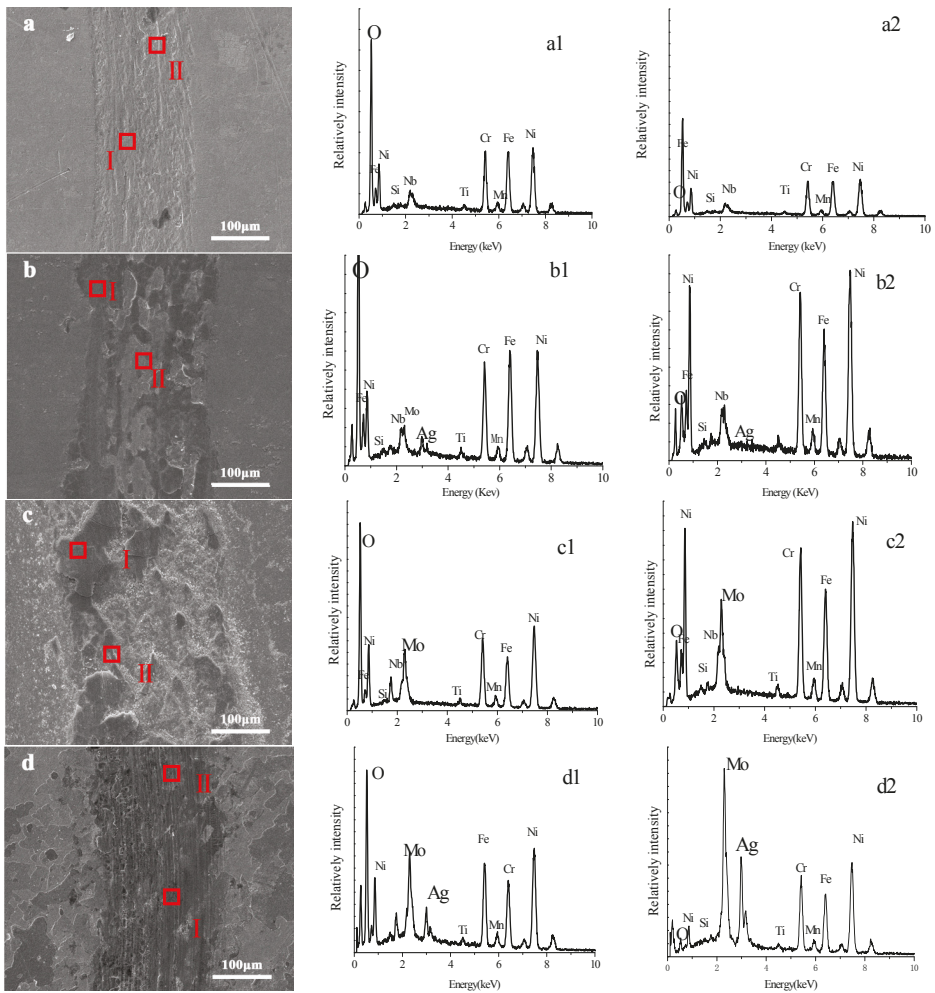 a
II
I
100μm
Relatively intensity
O
Fe
Ni
Si
Nb
Ti
Cr
Mn
Fe
Ni
a1
0 2 4 6 8 10
Energy (keV)
Relatively intensity
Fe
O
Ni
Si
Nb
Ti
Cr
Mn
Fe
Ni
a2
0 2 4 6 8 10
Energy (keV)
b
I
II
100μm
Relatively intensity
O
Fe
Ni
Si
Nb
Mo
Ag
Ti
Cr
Mn
Fe
Ni
b1
0 2 4 6 8 10
Energy (Kev)
Relatively intensity
Ni
Fe
O
Si
Nb
Ag
Cr
Mn
Fe
Ni
b2
0 2 4 6 8 10
Energy (Kev)
c
I
II
100μm
Relatively intensity
O
Ni
Fe
Si
Nb
Mo
Ti
Cr
Mn
Fe
Ni
c1
0 2 4 6 8 10
Energy(keV)
Relatively intensity
Ni
O
Fe
Si
Nb
Mo
Ti
Cr
Mn
Fe
Ni
c2
0 2 4 6 8 10
Energy(keV)
d
II
I
100μm
Relatively intensity
O
Ni
Mo
Ag
Ti
Fe
Mn
Cr
Ni
d1
0 2 4 6 8 10
Energy (keV)
Relatively intensity
Mo
Ag
Ni
O
Si
Ti
Cr
Mn
Fe
Ni
d2
0 2 4 6 8 10
Energy (keV)